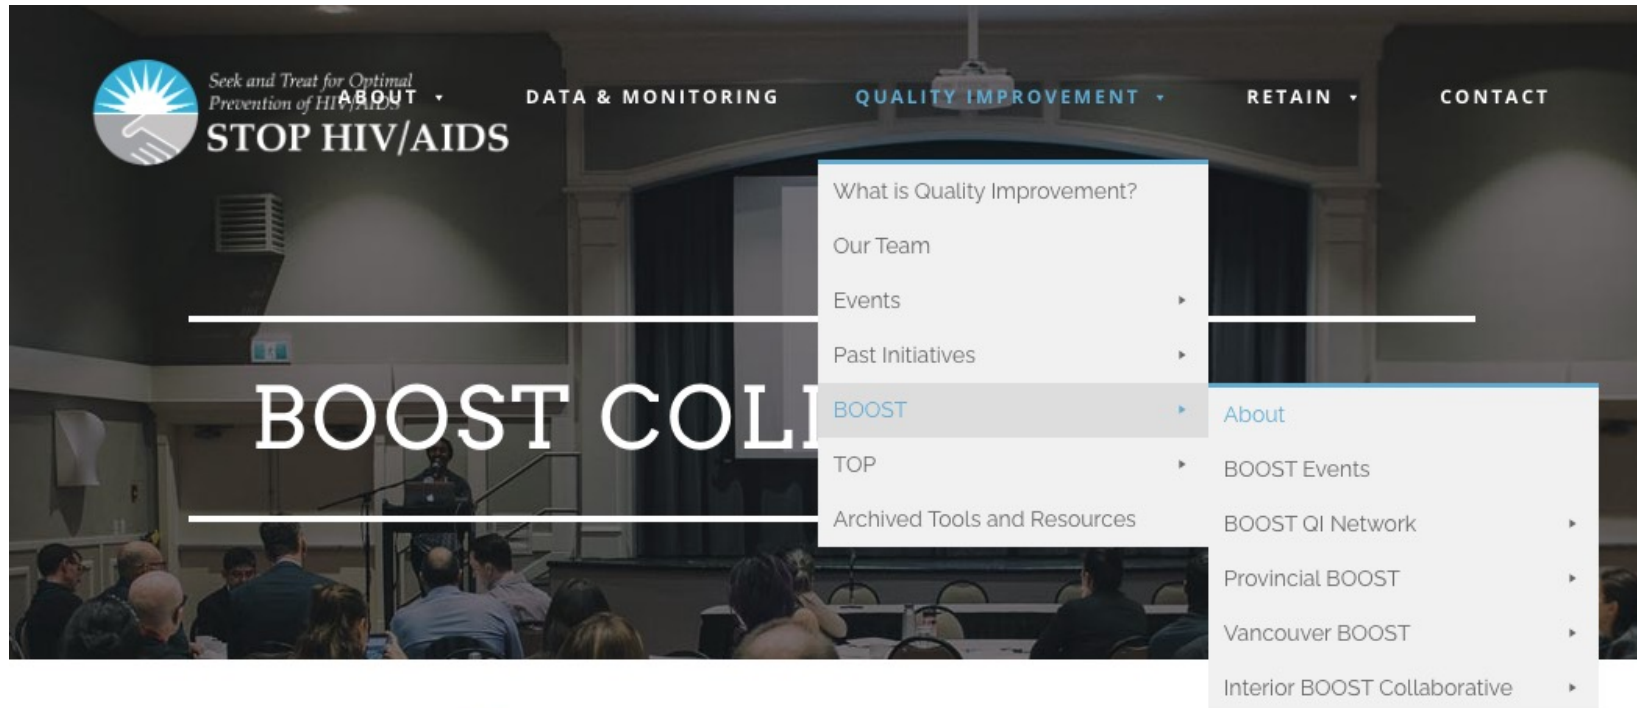 Seek and Treat for Optimal
Prevention of HIV/AIDS
STOP HIV/AIDS
ABOUT
DATA & MONITORING
QUALITY IMPROVEMENT
RETAIN
CONTACT
What is Quality Improvement?
Our Team
Events
Past Initiatives
BOOST
TOP
Archived Tools and Resources
About
BOOST Events
BOOST QI Network
Provincial BOOST
Vancouver BOOST
Interior BOOST Collaborative
BOOST COL